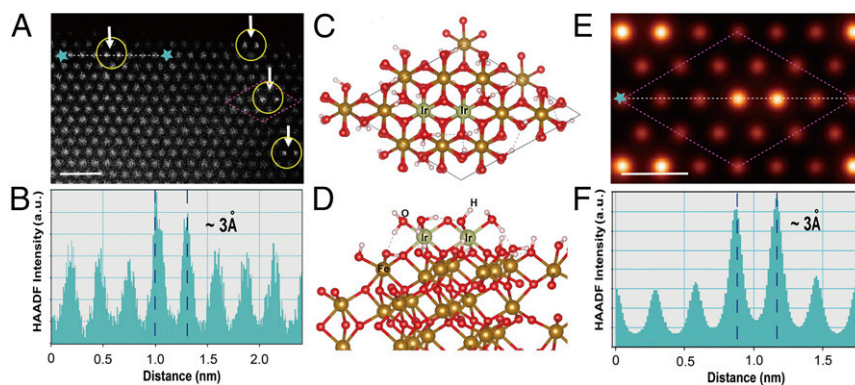 A
B
HAADF Intensity (a.u.)
~ 3Å
0.0
0.5
1.0
1.5
2.0
Distance (nm)
C
Ir
Ir
D
O
H
Ir
Ir
Fe
E
F
HAADF Intensity (a.u.)
~ 3Å
0
0.5
1.0
1.5
Distance (nm)